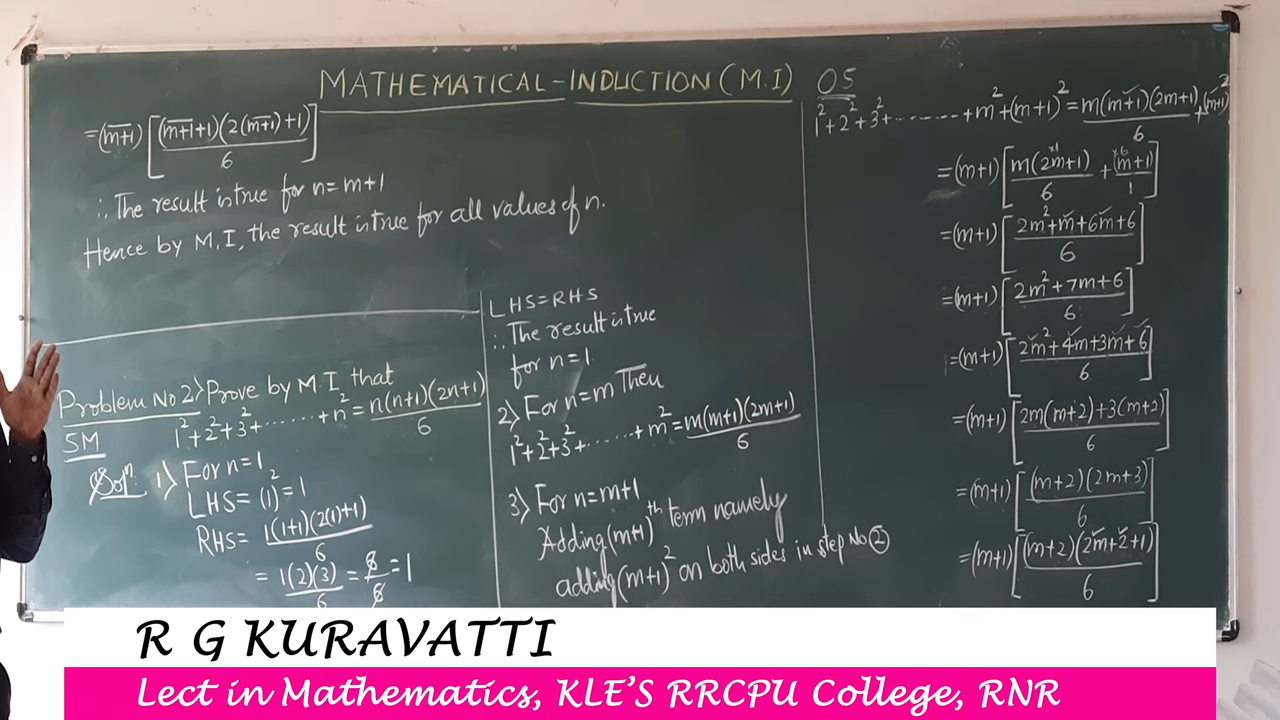 MATHEMATICAL-INDUCTION (M.I) 05
=(m+1) [((m+1+1)(2(m+1)+1))/6]
∴ The result is true for n=m+1
Hence by M.I, the result is true for all values of n.
Problem No 2> Prove by M.I that
5M 1²+2²+3²+.......+n² = n(n+1)(2n+1)/6
Solⁿ. 1) For n=1
LHS= (1)²=1
RHS= 1(1+1)(2(1)+1)/6
= 1(2)(3)/6 = 6/6 = 1
LHS=RHS
∴ The result is true
for n=1.
2) For n=m Then
1²+2²+3²+......+m² = m(m+1)(2m+1)/6
3) For n=m+1
Adding (m+1)th term namely
adding (m+1)² on both sides in step No ②
1²+2²+3²+..........+m²+(m+1)² = m(m+1)(2m+1)/6 + (m+1)²
=(m+1) [m(2m+1)/6 ×1 + (m+1)/1 ×6]
=(m+1) [(2m²+m+6m+6)/6]
=(m+1) [(2m²+7m+6)/6]
=(m+1) [(2m²+4m+3m+6)/6]
=(m+1) [(2m(m+2)+3(m+2))/6]
=(m+1) [((m+2)(2m+3))/6]
=(m+1) [((m+2)(2m+2+1))/6]
R G KURAVATTI
Lect in Mathematics, KLE'S RRCPU College, RNR